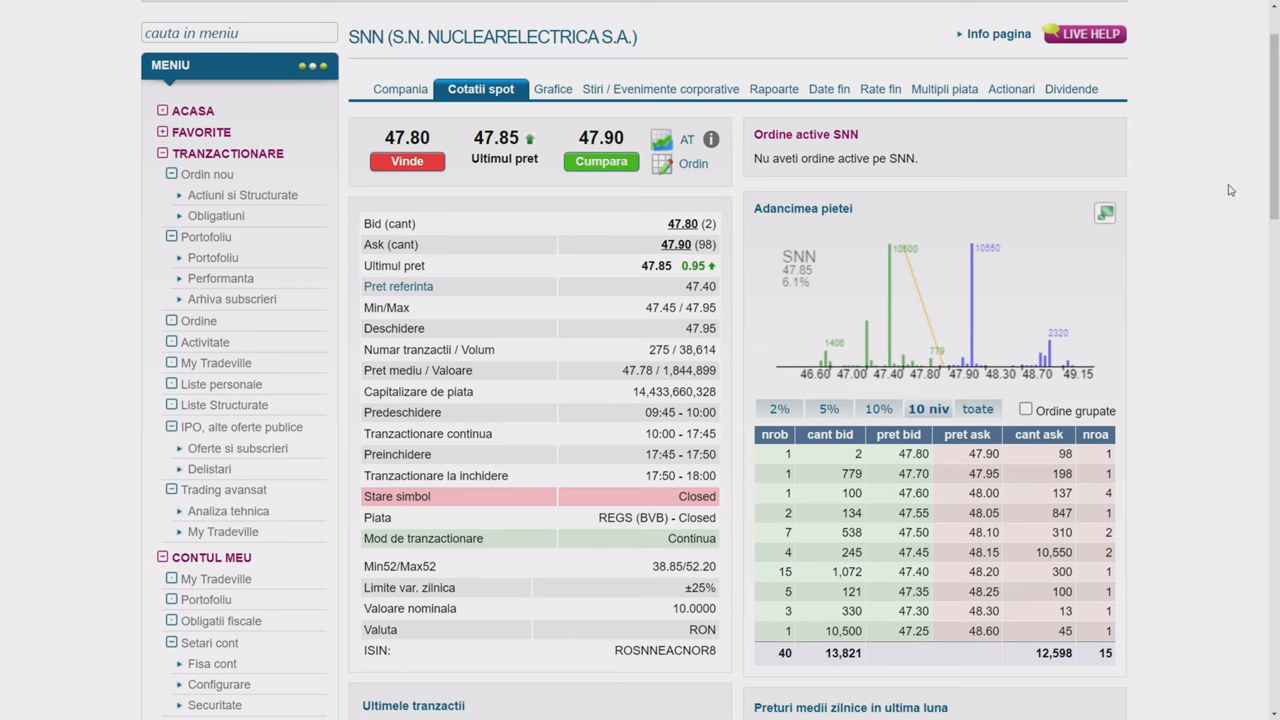 cauta in meniu
SNN (S.N. NUCLEARELECTRICA S.A.)
Info pagina
LIVE HELP
MENIU
Compania Cotatii spot Grafice Stiri / Evenimente corporative Rapoarte Date fin Rate fin Multipli piata Actionari Dividende
ACASA
FAVORITE
TRANZACTIONARE
Ordin nou
Actiuni si Structurate
Obligatiuni
Portofoliu
Portofoliu
Performanta
Arhiva subscrieri
Ordine
Activitate
My Tradeville
Liste personale
Liste Structurate
IPO, alte oferte publice
Oferte si subscrieri
Delistari
Trading avansat
Analiza tehnica
My Tradeville
CONTUL MEU
My Tradeville
Portofoliu
Obligatii fiscale
Setari cont
Fisa cont
Configurare
Securitate
47.80 47.85 47.90 AT
Vinde Ultimul pret Cumpara Ordin
Bid (cant) 47.80 (2)
Ask (cant) 47.90 (98)
Ultimul pret 47.85 0.95
Pret referinta 47.40
Min/Max 47.45 / 47.95
Deschidere 47.95
Numar tranzactii / Volum 275 / 38,614
Pret mediu / Valoare 47.78 / 1,844,899
Capitalizare de piata 14,433,660,328
Predeschidere 09:45 - 10:00
Tranzactionare continua 10:00 - 17:45
Preinchidere 17:45 - 17:50
Tranzactionare la inchidere 17:50 - 18:00
Stare simbol Closed
Piata REGS (BVB) - Closed
Mod de tranzactionare Continua
Min52/Max52 38.85/52.20
Limite var. zilnica ±25%
Valoare nominala 10.0000
Valuta RON
ISIN: ROSNNEACNOR8
Ultimele tranzactii
Ordine active SNN
Nu aveti ordine active pe SNN.
Adancimea pietei
SNN
47.85
6.1%
10600 10550
1406 779 2320
46.60 47.00 47.40 47.80 47.90 48.30 48.70 49.15
2% 5% 10% 10 niv toate Ordine grupate
nrob cant bid pret bid pret ask cant ask nroa
1 2 47.80 47.90 98 1
1 779 47.70 47.95 198 1
1 100 47.60 48.00 137 4
2 134 47.55 48.05 847 1
7 538 47.50 48.10 310 2
4 245 47.45 48.15 10,550 2
15 1,072 47.40 48.20 300 1
5 121 47.35 48.25 100 1
3 330 47.30 48.30 13 1
1 10,500 47.25 48.60 45 1
40 13,821 12,598 15
Preturi medii zilnice in ultima luna